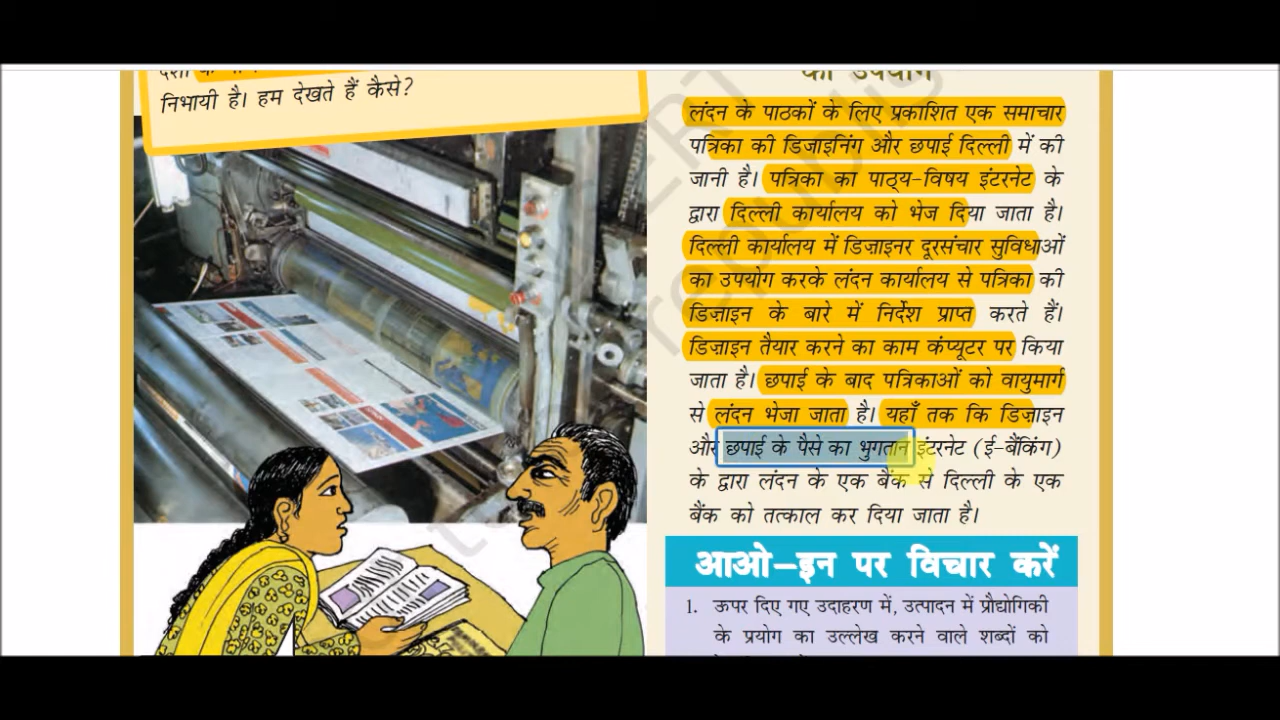 निभायी है। हम देखते हैं कैसे?
का उपयोग
लंदन के पाठकों के लिए प्रकाशित एक समाचार
पत्रिका की डिजाइनिंग और छपाई दिल्ली में की
जानी है। पत्रिका का पाठ्य-विषय इंटरनेट के
द्वारा दिल्ली कार्यालय को भेज दिया जाता है।
दिल्ली कार्यालय में डिज़ाइनर दूरसंचार सुविधाओं
का उपयोग करके लंदन कार्यालय से पत्रिका की
डिज़ाइन के बारे में निर्देश प्राप्त करते हैं।
डिज़ाइन तैयार करने का काम कंप्यूटर पर किया
जाता है। छपाई के बाद पत्रिकाओं को वायुमार्ग
से लंदन भेजा जाता है। यहाँ तक कि डिज़ाइन
और छपाई के पैसे का भुगतान इंटरनेट (ई-बैंकिंग)
के द्वारा लंदन के एक बैंक से दिल्ली के एक
बैंक को तत्काल कर दिया जाता है।
आओ–इन पर विचार करें
1. ऊपर दिए गए उदाहरण में, उत्पादन में प्रौद्योगिकी
के प्रयोग का उल्लेख करने वाले शब्दों को